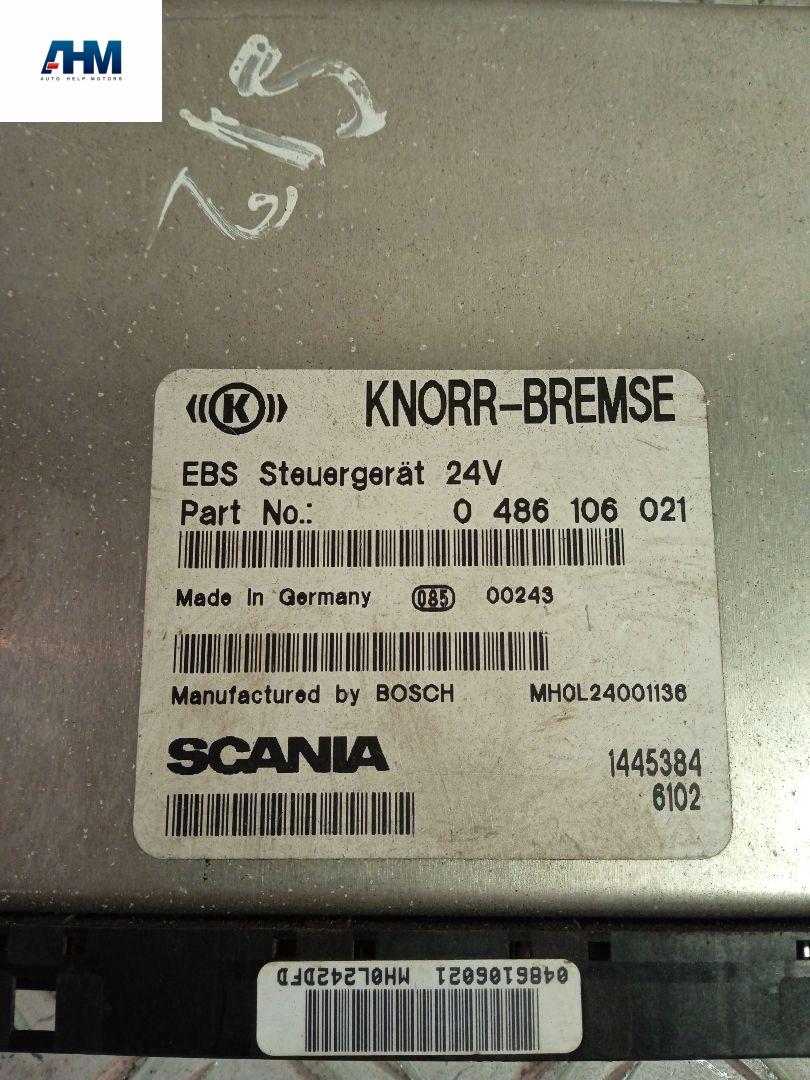 AHM
AUTO HELP MOTORS
K KNORR-BREMSE
EBS Steuergerät 24V
Part No.: 0 486 106 021
Made in Germany 085 00243
Manufactured by BOSCH MH0L24001136
SCANIA 1445384
6102
0486106021 MH0L242DFD